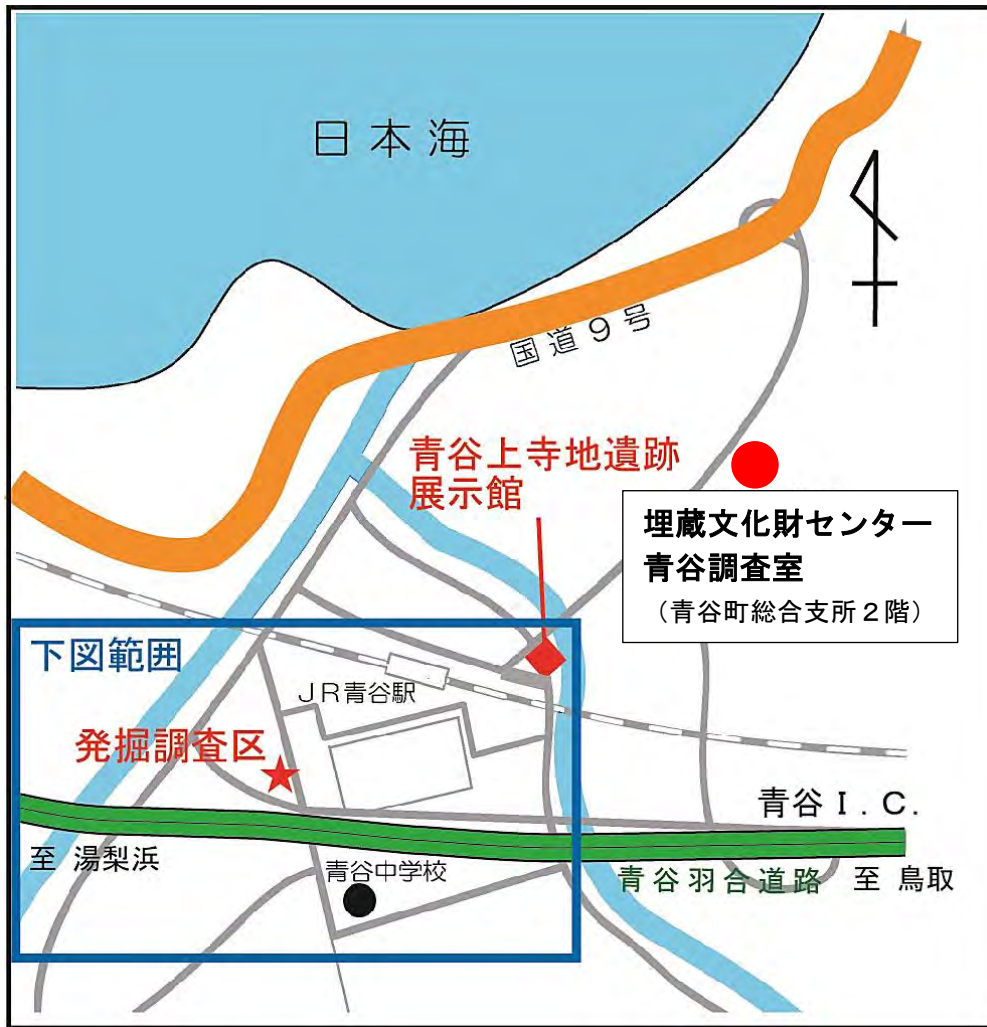 日本海
国道９号
青谷上寺地遺跡
展示館
埋蔵文化財センター
青谷調査室
（青谷町総合支所２階）
下図範囲
ＪＲ青谷駅
発掘調査区
青谷Ｉ.Ｃ.
至 湯梨浜
青谷中学校
青谷羽合道路
至 鳥取